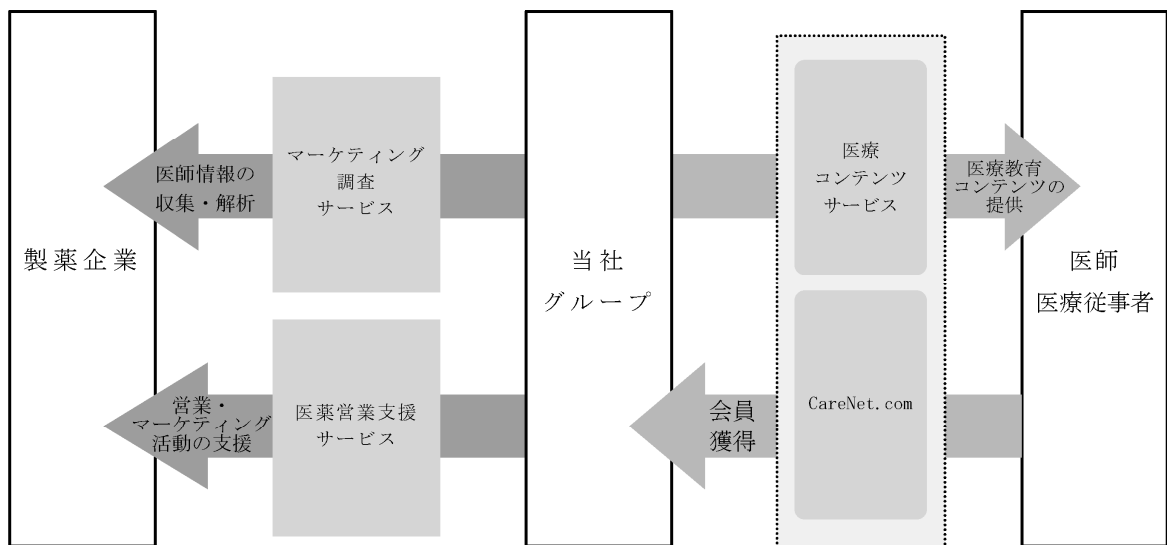 製薬企業
医師情報の
収集・解析
マーケティング
調査
サービス
営業・
マーケティング
活動の支援
医薬営業支援
サービス
当社
グループ
医療
コンテンツ
サービス
医療教育
コンテンツの
提供
会員
獲得
CareNet.com
医師
医療従事者